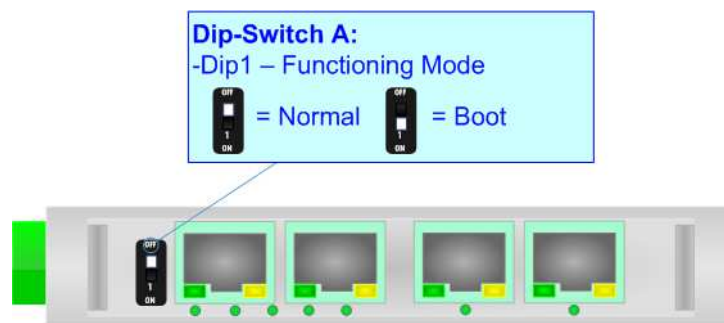 Dip-Switch A:
-Dip1 – Functioning Mode
OFF
1
ON
= Normal
OFF
1
ON
= Boot
OFF
1
ON